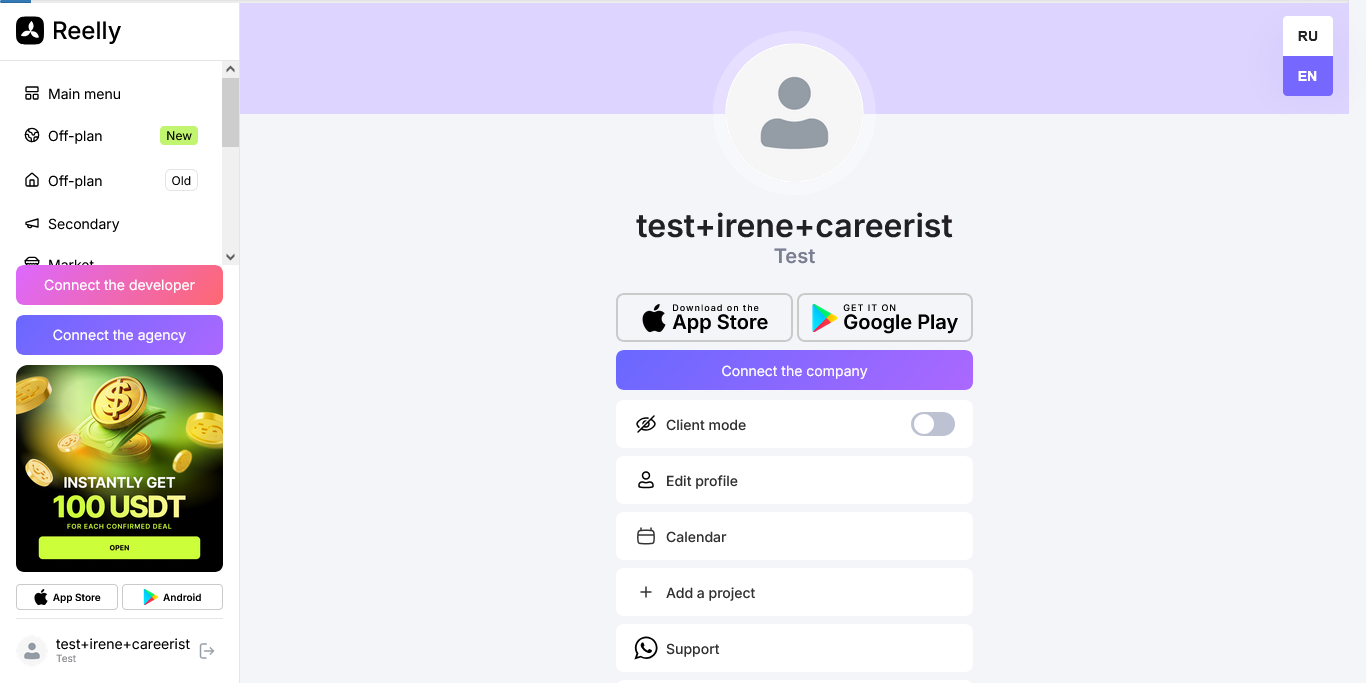 Reelly
Main menu
Off-plan New
Off-plan Old
Secondary
Market
Connect the developer
Connect the agency
INSTANTLY GET
100 USDT
FOR EACH CONFIRMED DEAL
OPEN
App Store
Android
test+irene+careerist
Test
RU
EN
test+irene+careerist
Test
Download on the
App Store
GET IT ON
Google Play
Connect the company
Client mode
Edit profile
Calendar
Add a project
Support